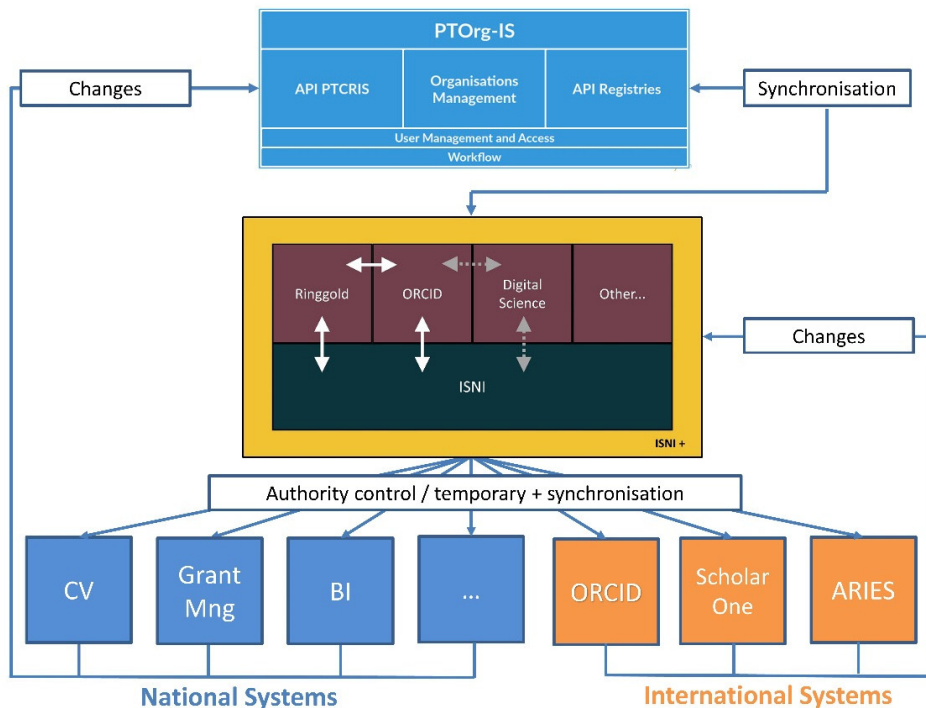 PTOrg-IS
Changes
API PTCRIS
Organisations
Management
API Registries
Synchronisation
User Management and Access
Workflow
Ringgold
ORCID
Digital
Science
Other...
Changes
ISNI
ISNI +
Authority control / temporary + synchronisation
CV
Grant
Mng
BI
...
ORCID
Scholar
One
ARIES
National Systems
International Systems